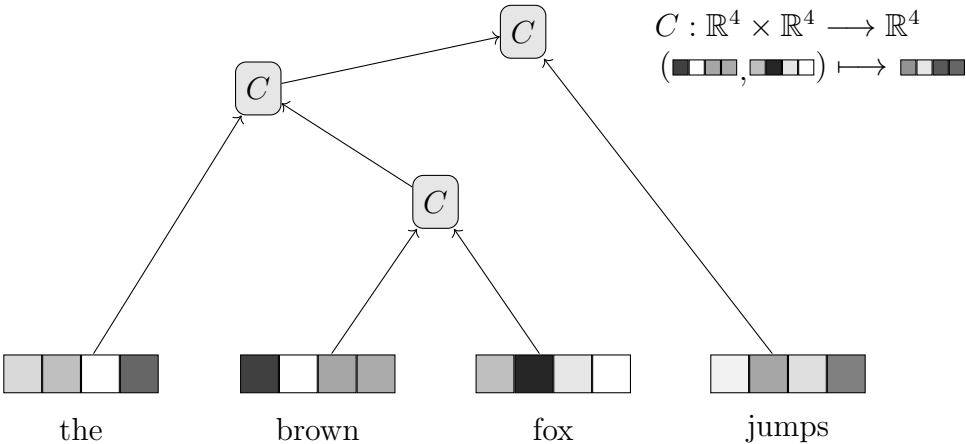 C
C : ℝ⁴ × ℝ⁴ ⟶ ℝ⁴
( , ) ⟼
C
C
the brown fox jumps